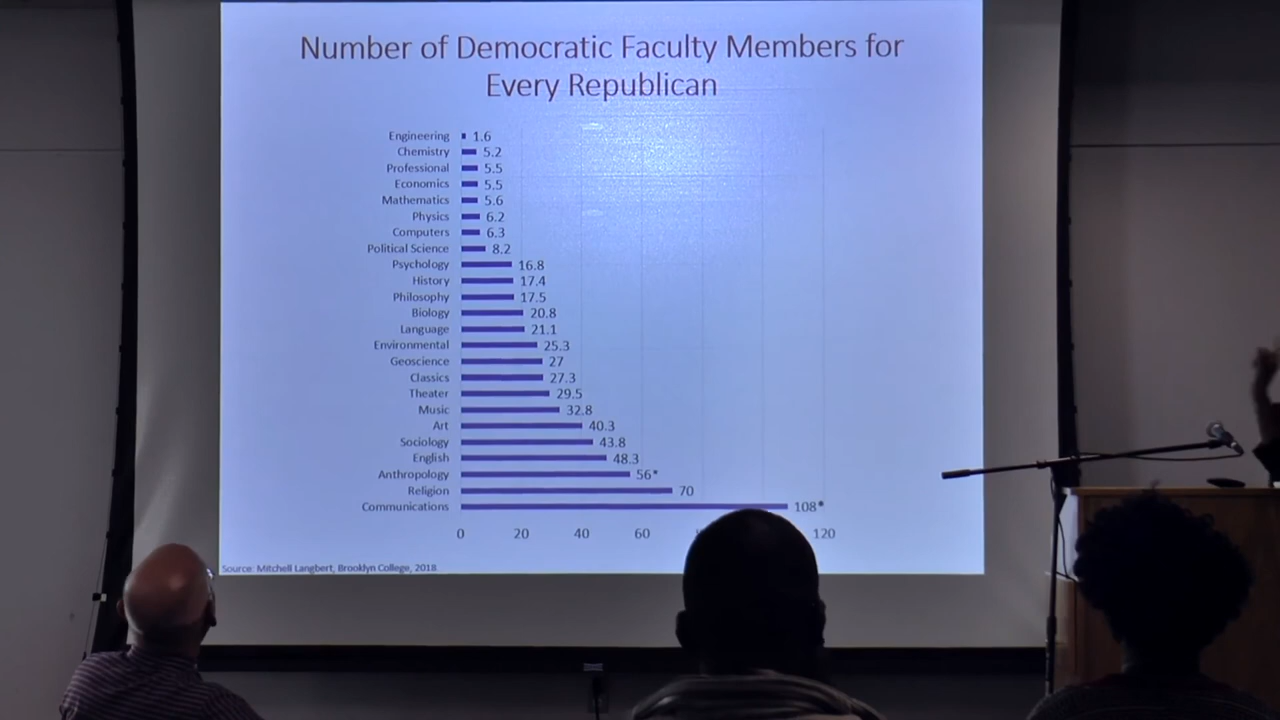 Number of Democratic Faculty Members for
Every Republican
Engineering 1.6
Chemistry 5.2
Professional 5.5
Economics 5.5
Mathematics 5.6
Physics 6.2
Computers 6.3
Political Science 8.2
Psychology 16.8
History 17.4
Philosophy 17.5
Biology 20.8
Language 21.1
Environmental 25.3
Geoscience 27
Classics 27.3
Theater 29.5
Music 32.8
Art 40.3
Sociology 43.8
English 48.3
Anthropology 56*
Religion 70
Communications 108*
0 20 40 60 120
Source: Mitchell Langbert, Brooklyn College, 2018